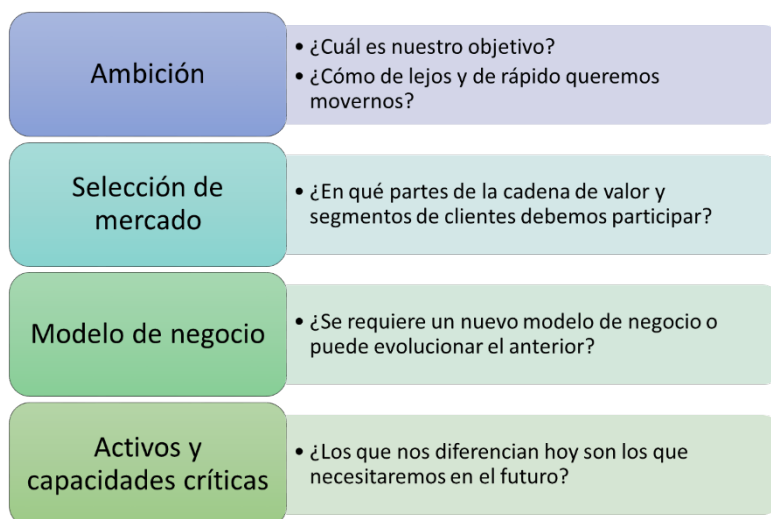 Ambición
• ¿Cuál es nuestro objetivo?
• ¿Cómo de lejos y de rápido queremos
movernos?
Selección de
mercado
• ¿En qué partes de la cadena de valor y
segmentos de clientes debemos participar?
Modelo de negocio
• ¿Se requiere un nuevo modelo de negocio o
puede evolucionar el anterior?
Activos y
capacidades críticas
• ¿Los que nos diferencian hoy son los que
necesitaremos en el futuro?